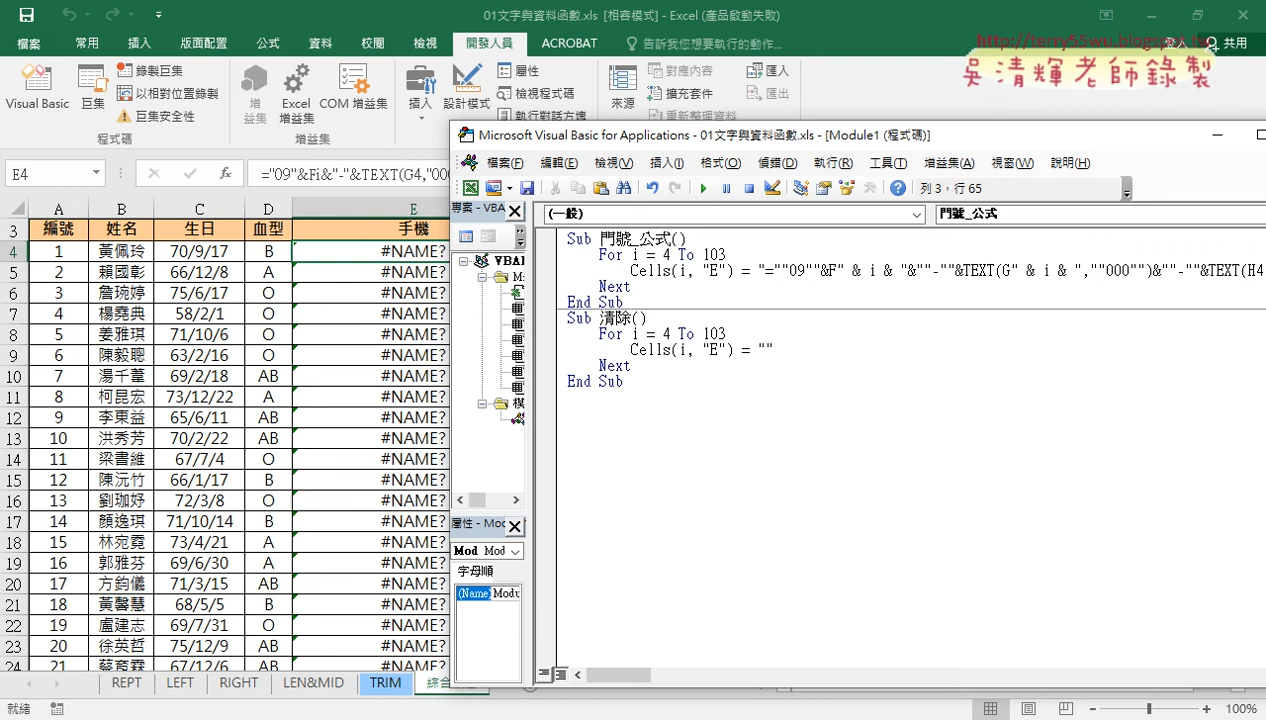 01文字與資料函數.xls [相容模式] - Excel (產品啟動失敗)
檔案 常用 插入 版面配置 公式 資料 校閱 檢視 開發人員 ACROBAT 告訴我您想要執行的動作... 登入 共用
http://terry55wu.blogspot.tw
吳清輝老師錄製
Visual Basic 巨集 錄製巨集 以相對位置錄製 巨集安全性 增益集 Excel 增益集 COM 增益集 插入 設計模式 屬性 檢視程式碼 執行對話方塊 來源 對應內容 擴充套件 重新整理資料 匯入 匯出
程式碼 增益集
E4 fx ="09"&Fi&"-"&TEXT(G4,"000
A B C D E
3 編號 姓名 生日 血型 手機
4 1 黃佩玲 70/9/17 B #NAME?
5 2 賴國彰 66/12/8 A #NAME?
6 3 詹琬婷 75/6/17 O #NAME?
7 4 楊堯典 58/2/1 O #NAME?
8 5 姜雅琪 71/10/6 O #NAME?
9 6 陳毅聰 63/2/16 O #NAME?
10 7 湯千葦 69/2/18 AB #NAME?
11 8 柯昆宏 73/12/22 A #NAME?
12 9 李東益 65/6/11 AB #NAME?
13 10 洪秀芳 70/2/22 AB #NAME?
14 11 梁書維 67/7/4 O #NAME?
15 12 陳沅竹 66/1/17 B #NAME?
16 13 劉珈妤 72/3/8 O #NAME?
17 14 顏逸琪 71/10/14 B #NAME?
18 15 林宛霓 73/4/21 A #NAME?
19 16 郭雅芬 69/6/30 A #NAME?
20 17 方鈞儀 71/3/15 AB #NAME?
21 18 黃馨慧 68/5/5 B #NAME?
22 19 盧建志 69/7/31 O #NAME?
23 20 徐英哲 75/12/9 AB #NAME?
24 21 67/12/6 AB #NAME?
REPT LEFT RIGHT LEN&MID TRIM 綜合
就緒 100%
Microsoft Visual Basic for Applications - 01文字與資料函數.xls - [Module1 (程式碼)]
檔案(F) 編輯(E) 檢視(V) 插入(I) 格式(O) 偵錯(D) 執行(R) 工具(T) 增益集(A) 視窗(W) 說明(H)
列 3，行 65
專案 - VBA
(一般) 門號_公式
VBAI
屬性 - Mod
Mod Mod
字母順
(Name) Modu
Sub 門號_公式()
For i = 4 To 103
Cells(i, "E") = "=""09""&F" & i & "&""-""&TEXT(G" & i & ",""000"")&""-""&TEXT(H4
Next
End Sub
Sub 清除()
For i = 4 To 103
Cells(i, "E") = ""
Next
End Sub